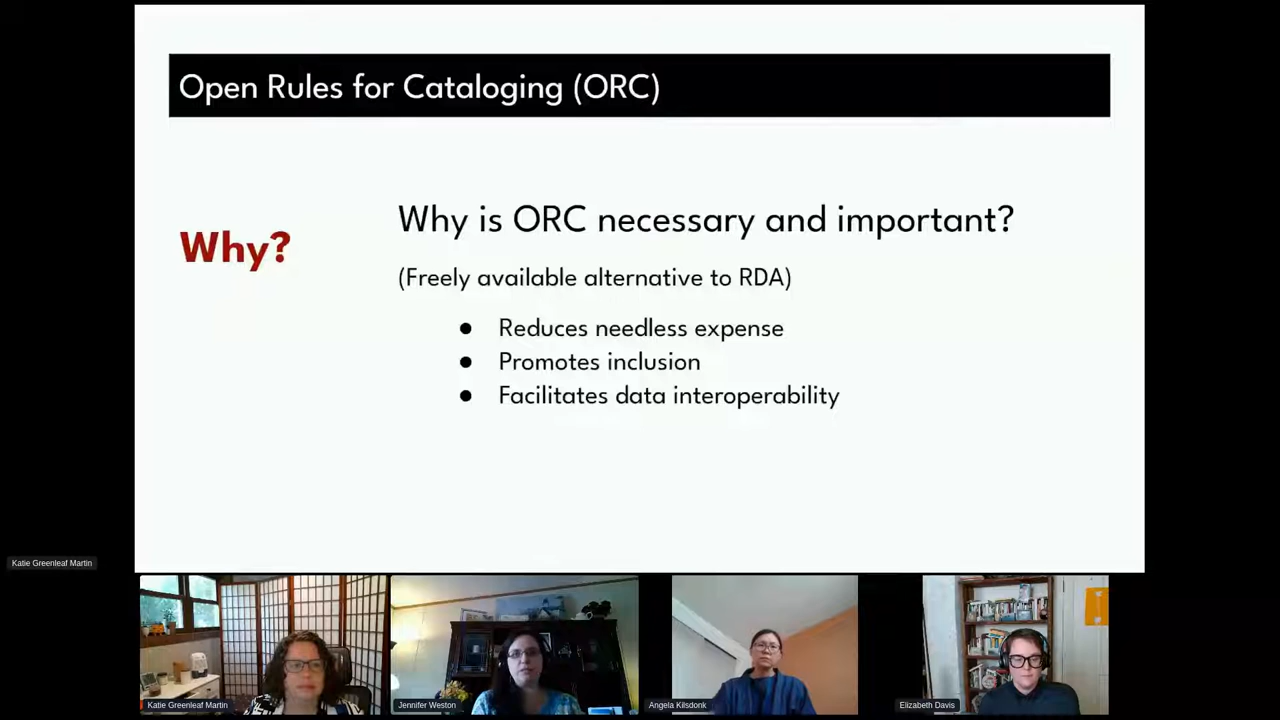 Open Rules for Cataloging (ORC)
Why?
Why is ORC necessary and important?
(Freely available alternative to RDA)
● Reduces needless expense
● Promotes inclusion
● Facilitates data interoperability
Katie Greenleaf Martin
Katie Greenleaf Martin
Jennifer Weston
Angela Kilsdonk
Elizabeth Davis